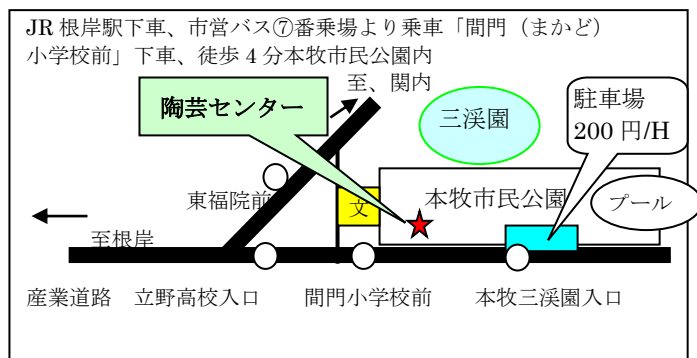 JR 根岸駅下車、市営バス⑦番乗場より乗車「間門（まかど）
小学校前」下車、徒歩 4 分本牧市民公園内
至、関内
陶芸センター
三渓園
駐車場
200 円/H
東福院前
文
本牧市民公園
プール
至根岸
産業道路
立野高校入口
間門小学校前
本牧三渓園入口